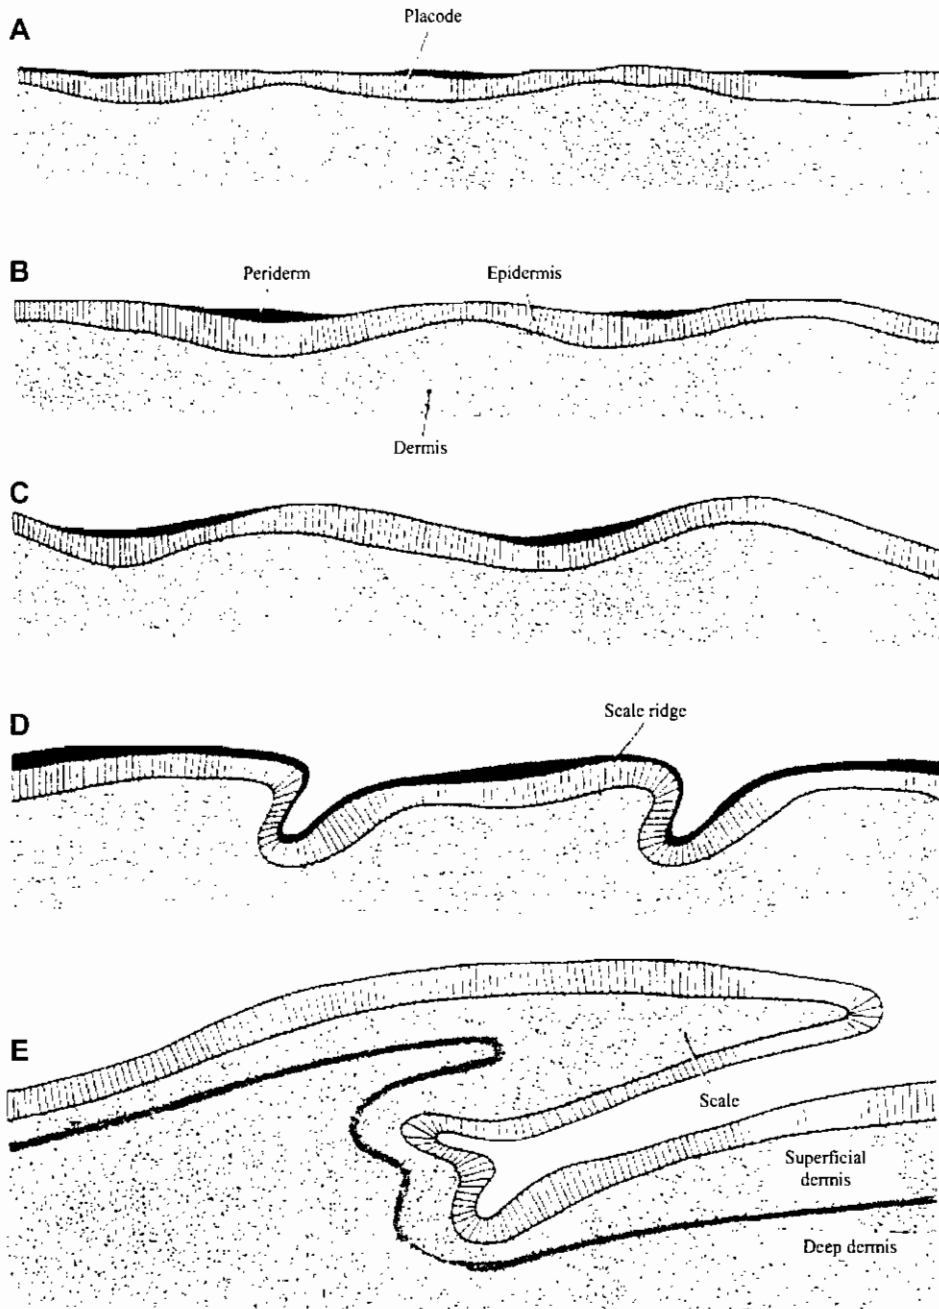 A
Placode
B
Periderm
Epidermis
Dermis
C
D
Scale ridge
E
Scale
Superficial
dermis
Deep dermis